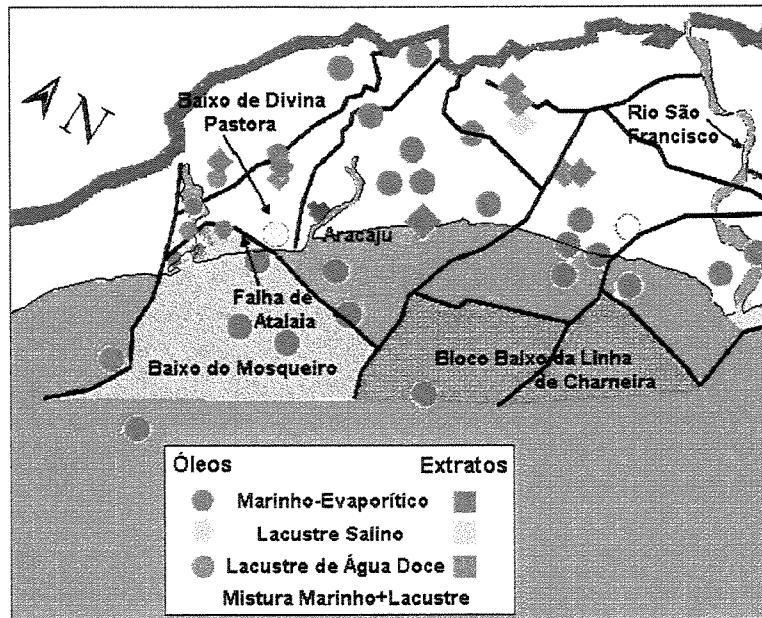 N
Baixo de Divina
Pastora
Rio São
Francisco
Aracaju
Falha de
Atalaia
Baixo do Mosqueiro
Bloco Baixo da Linha
de Charneira
Óleos Extratos
Marinho-Evaporítico
Lacustre Salino
Lacustre de Água Doce
Mistura Marinho+Lacustre